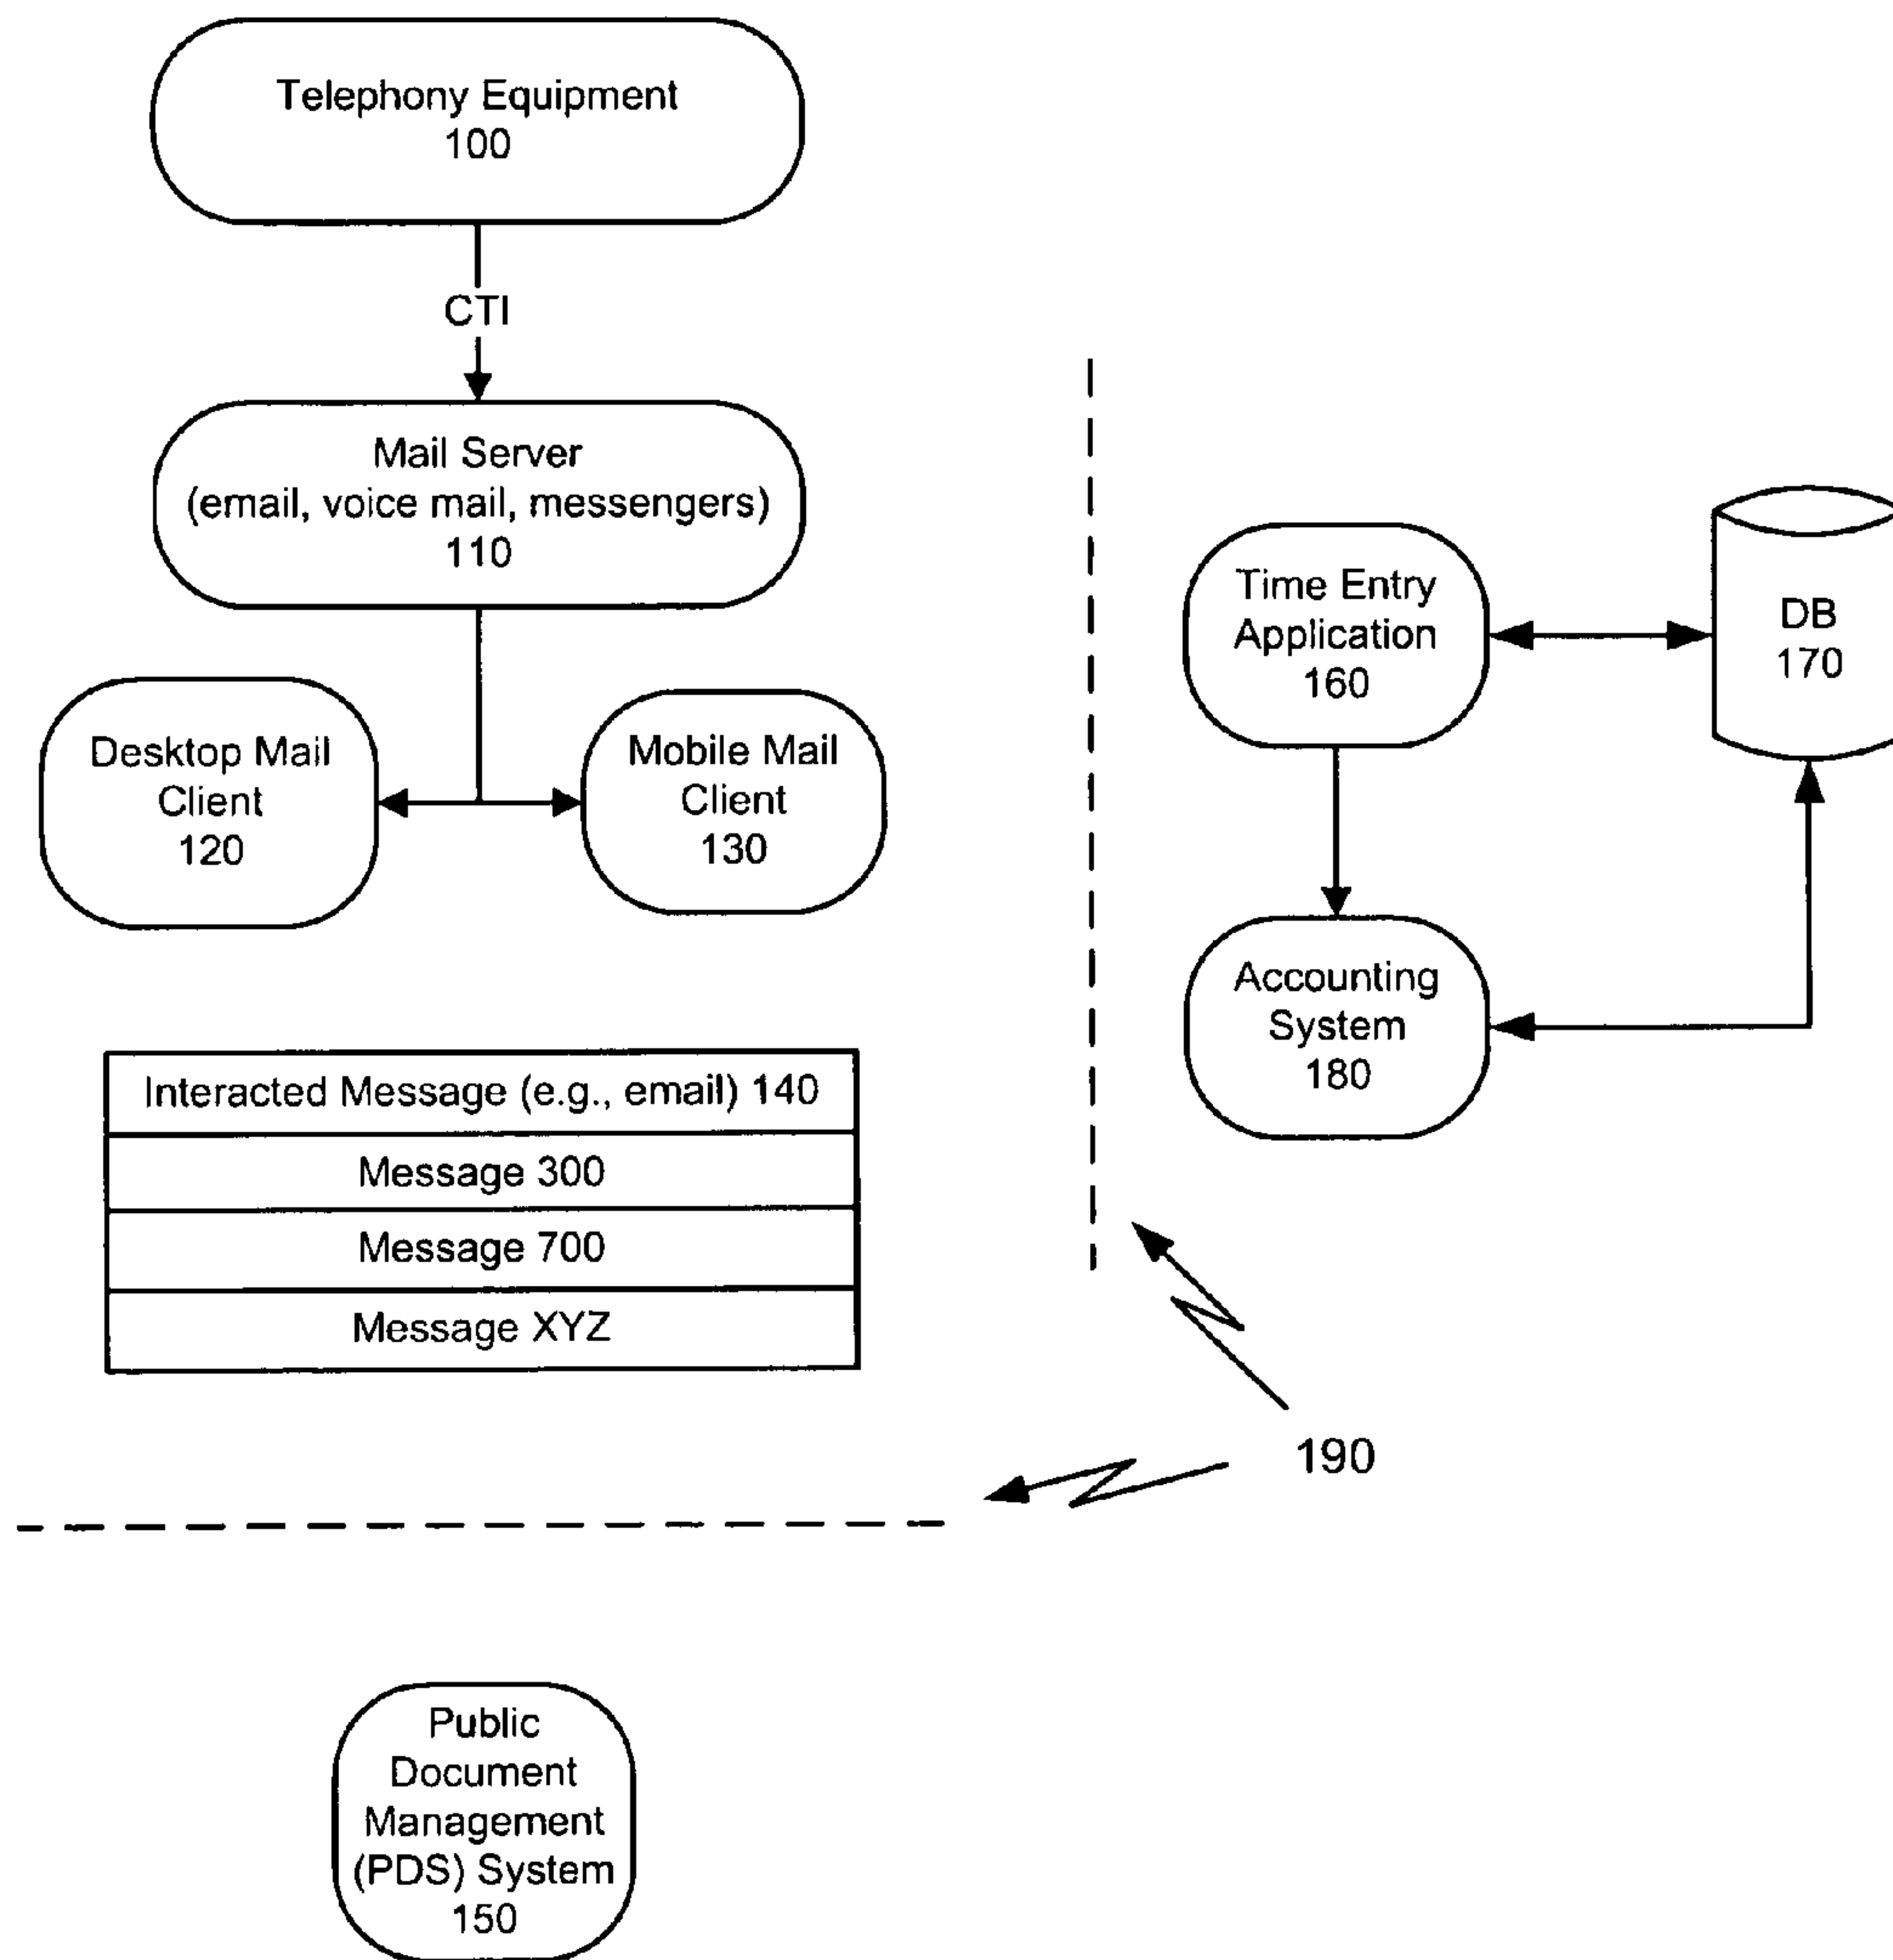 Telephony Equipment
100
CTI
Mail Server
(email, voice mail, messengers)
110
Desktop Mail
Client
120
Mobile Mail
Client
130
Time Entry
Application
160
DB
170
Accounting
System
180
Interacted Message (e.g., email) 140
Message 300
Message 700
Message XYZ
190
Public
Document
Management
(PDS) System
150